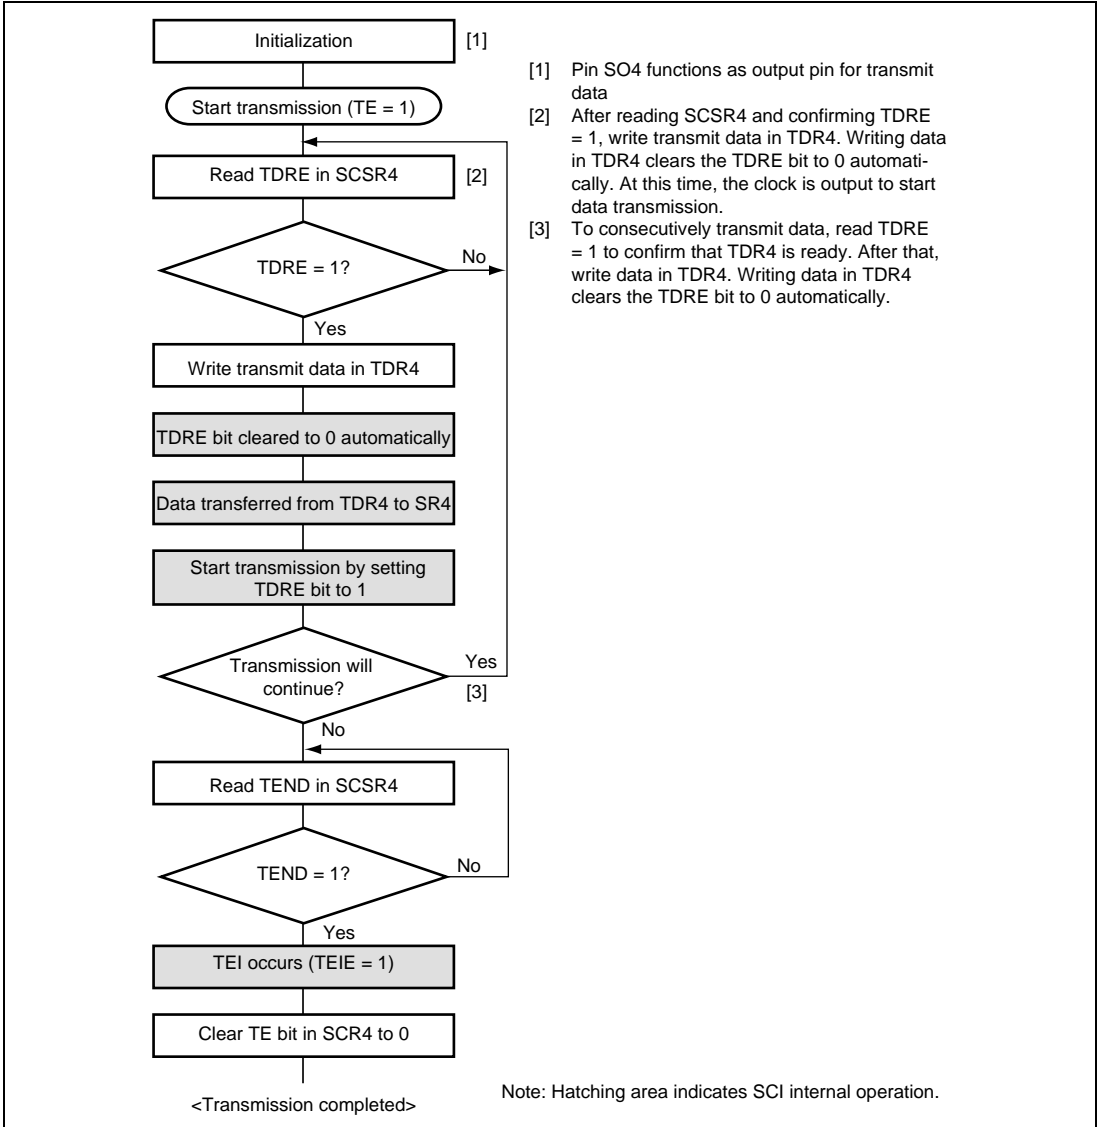 Initialization
[1]
Start transmission (TE = 1)
Read TDRE in SCSR4
[2]
TDRE = 1?
No
Yes
Write transmit data in TDR4
TDRE bit cleared to 0 automatically
Data transferred from TDR4 to SR4
Start transmission by setting
TDRE bit to 1
Transmission will
continue?
Yes
[3]
No
Read TEND in SCSR4
TEND = 1?
No
Yes
TEI occurs (TEIE = 1)
Clear TE bit in SCR4 to 0
<Transmission completed>
[1] Pin SO4 functions as output pin for transmit
data
[2] After reading SCSR4 and confirming TDRE
= 1, write transmit data in TDR4. Writing data
in TDR4 clears the TDRE bit to 0 automati-
cally. At this time, the clock is output to start
data transmission.
[3] To consecutively transmit data, read TDRE
= 1 to confirm that TDR4 is ready. After that,
write data in TDR4. Writing data in TDR4
clears the TDRE bit to 0 automatically.
Note: Hatching area indicates SCI internal operation.